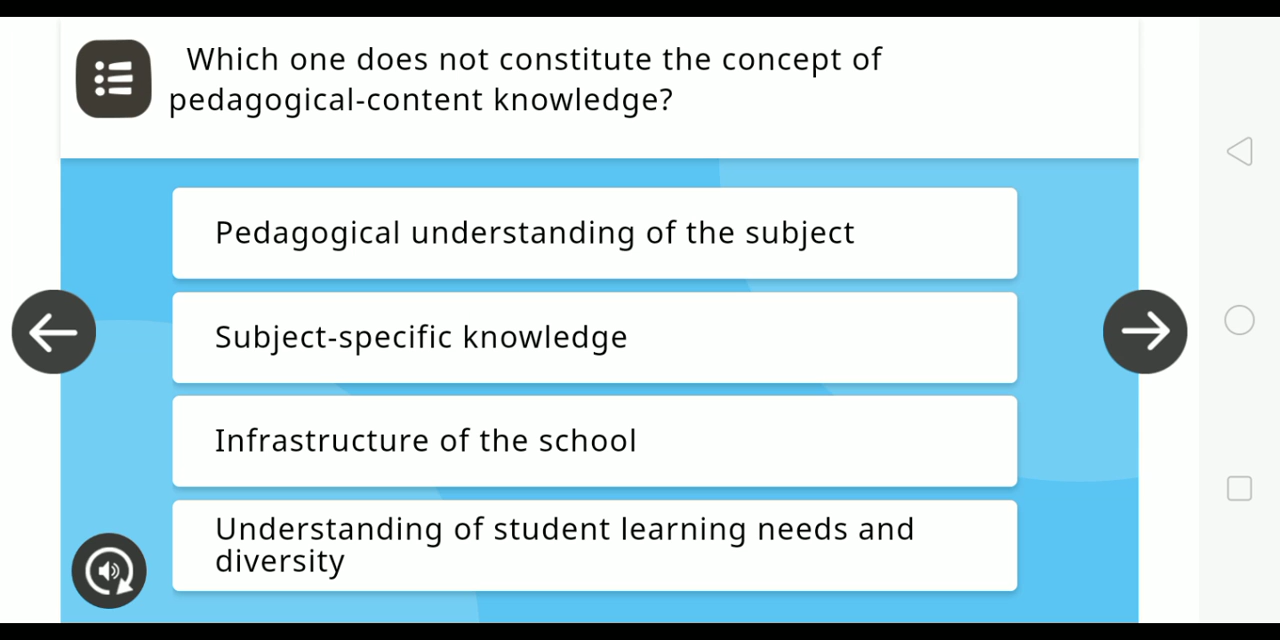 Which one does not constitute the concept of
pedagogical-content knowledge?
Pedagogical understanding of the subject
Subject-specific knowledge
Infrastructure of the school
Understanding of student learning needs and
diversity